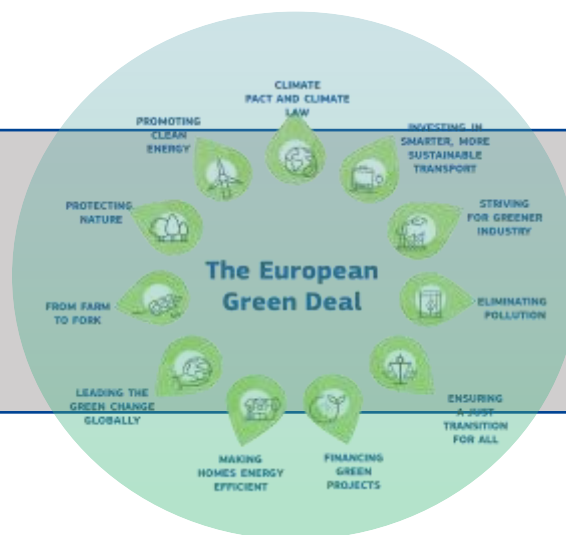 CLIMATE
PACT AND CLIMATE
LAW
INVESTING IN
SMARTER, MORE
SUSTAINABLE
TRANSPORT
STRIVING
FOR GREENER
INDUSTRY
ELIMINATING
POLLUTION
ENSURING
A JUST
TRANSITION
FOR ALL
FINANCING
GREEN
PROJECTS
MAKING
HOMES ENERGY
EFFICIENT
LEADING THE
GREEN CHANGE
GLOBALLY
FROM FARM
TO FORK
PROTECTING
NATURE
PROMOTING
CLEAN
ENERGY
The European
Green Deal